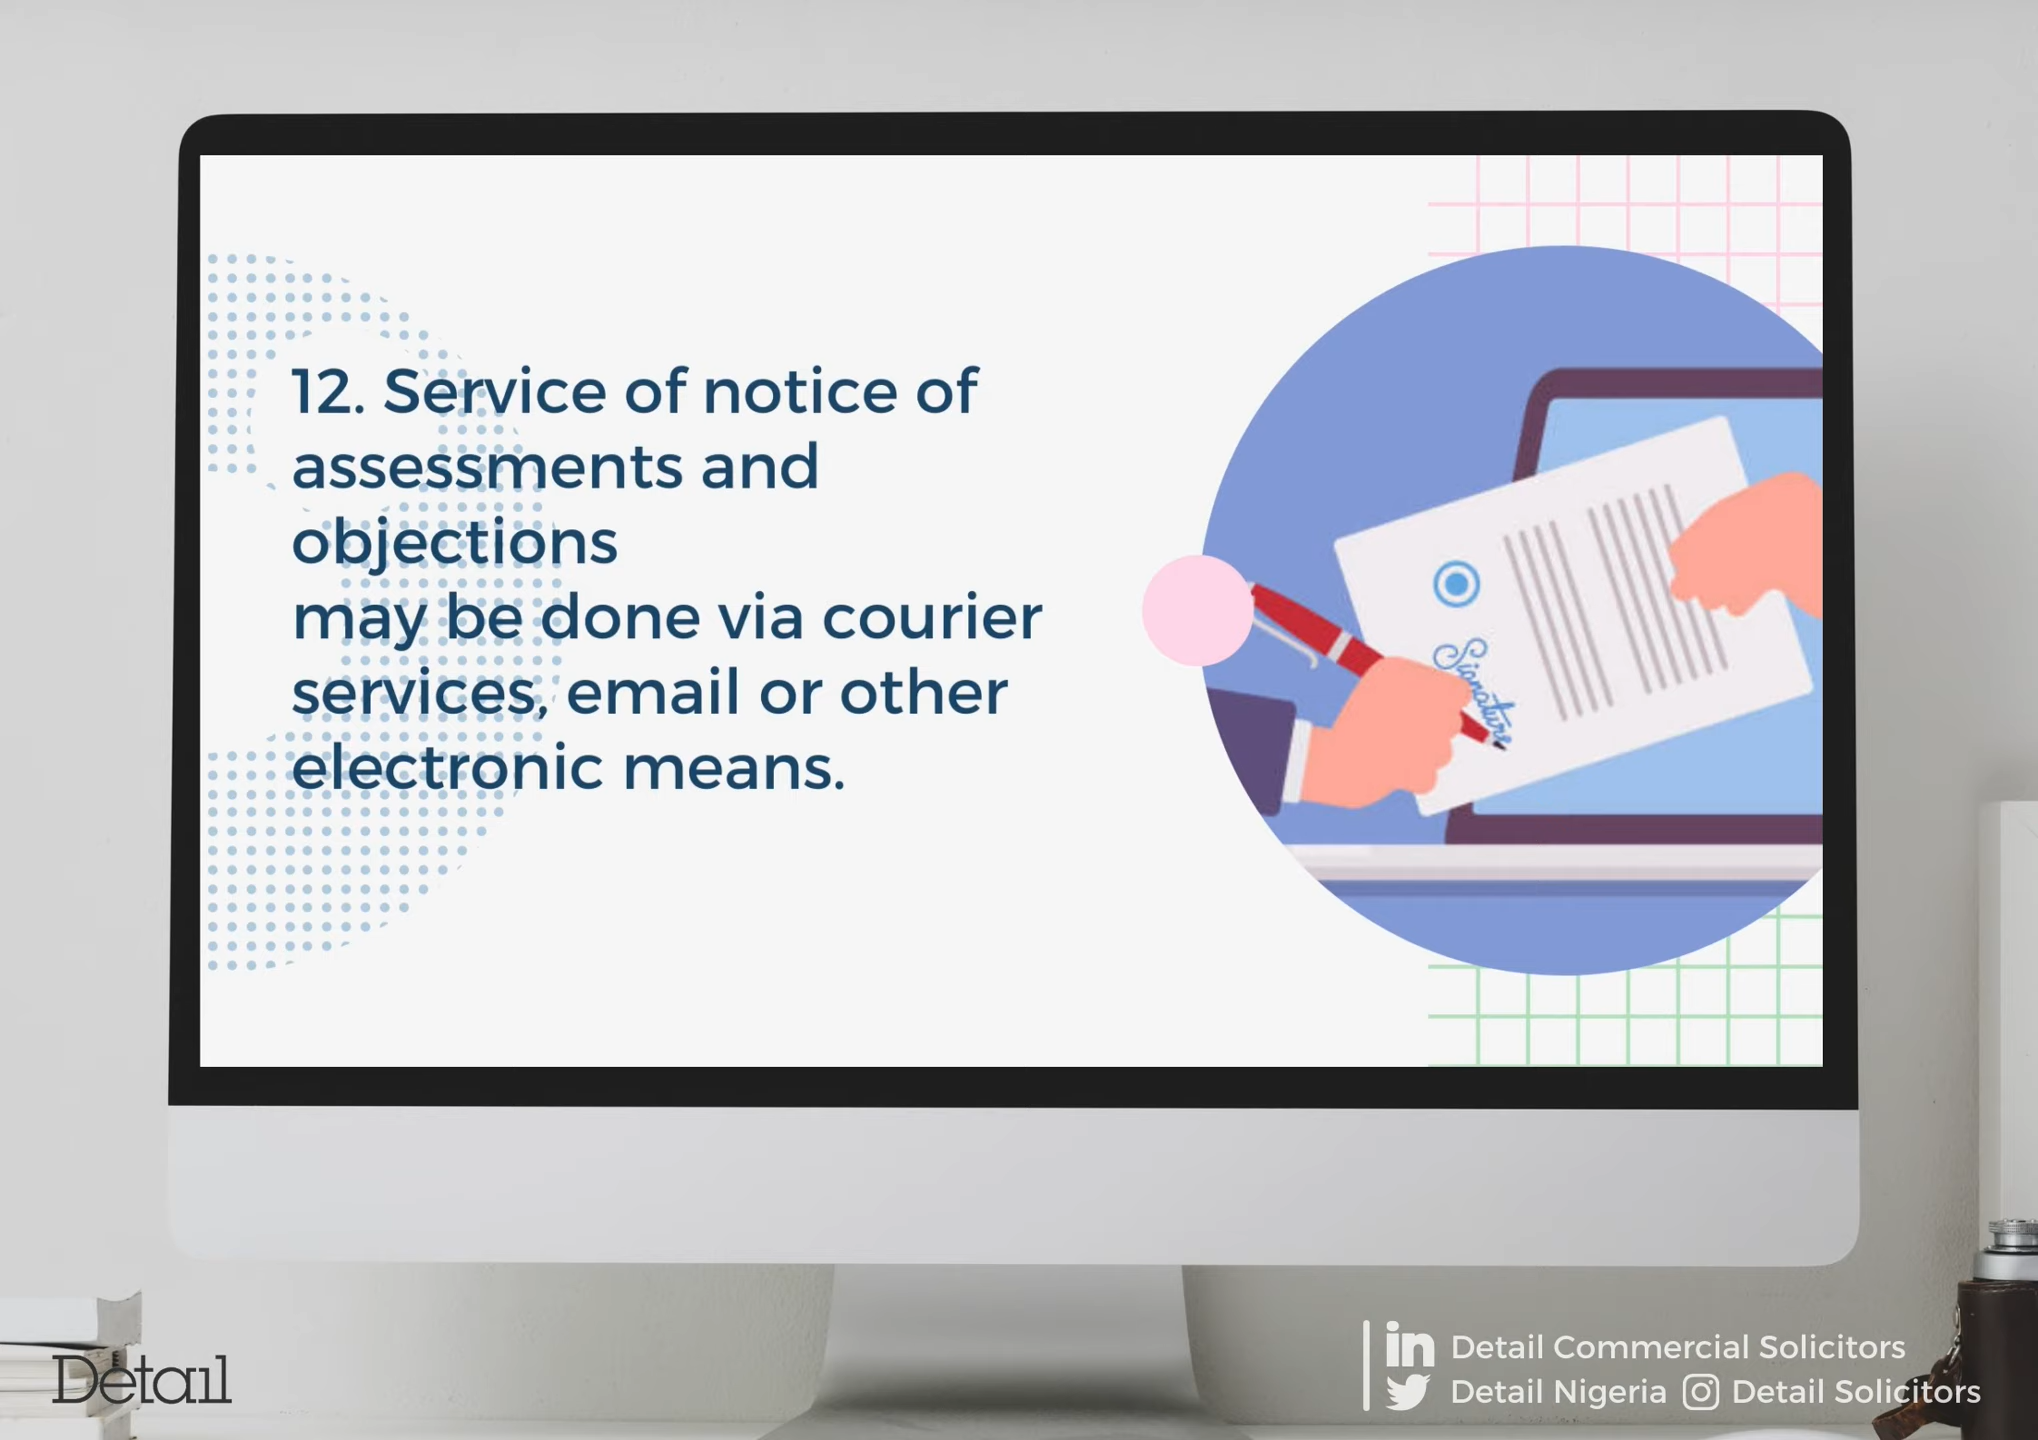 12. Service of notice of
assessments and
objections
may be done via courier
services, email or other
electronic means.
Signature
Detail
in Detail Commercial Solicitors
Detail Nigeria Detail Solicitors